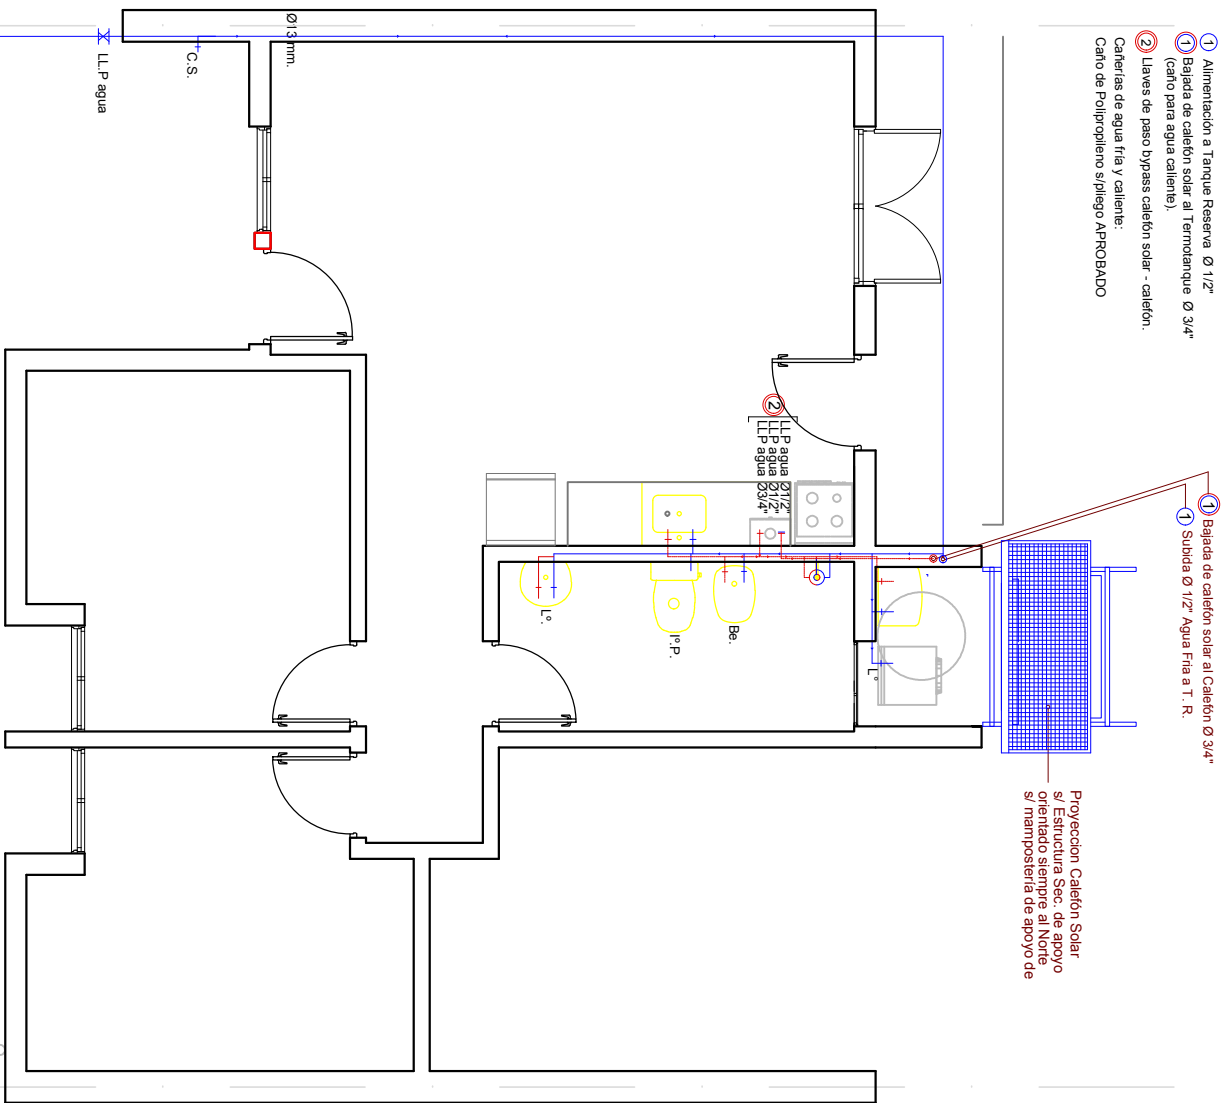 1 Alimentación a Tanque Reserva Ø 1/2"
1 Bajada de calefón solar al Termotanque Ø 3/4"
(caño para agua caliente).
2 Llaves de paso bypass calefón solar - calefón.
Cañerías de agua fría y caliente:
Caño de Polipropileno s/pliego APROBADO
1 Bajada de calefón solar al Calefón Ø 3/4"
1 Subida Ø 1/2" Agua Fria a T. R.
Proyeccion Calefón Solar
s/ Estructura Sec. de apoyo
orientado siempre al Norte
s/ mampostería de apoyo de
2
LLP agua Ø1/2"
LLP agua Ø1/2"
LLP agua Ø3/4"
L°.
Be.
I°.P.
L°.
Ø13 mm.
C.S.
LL.P agua